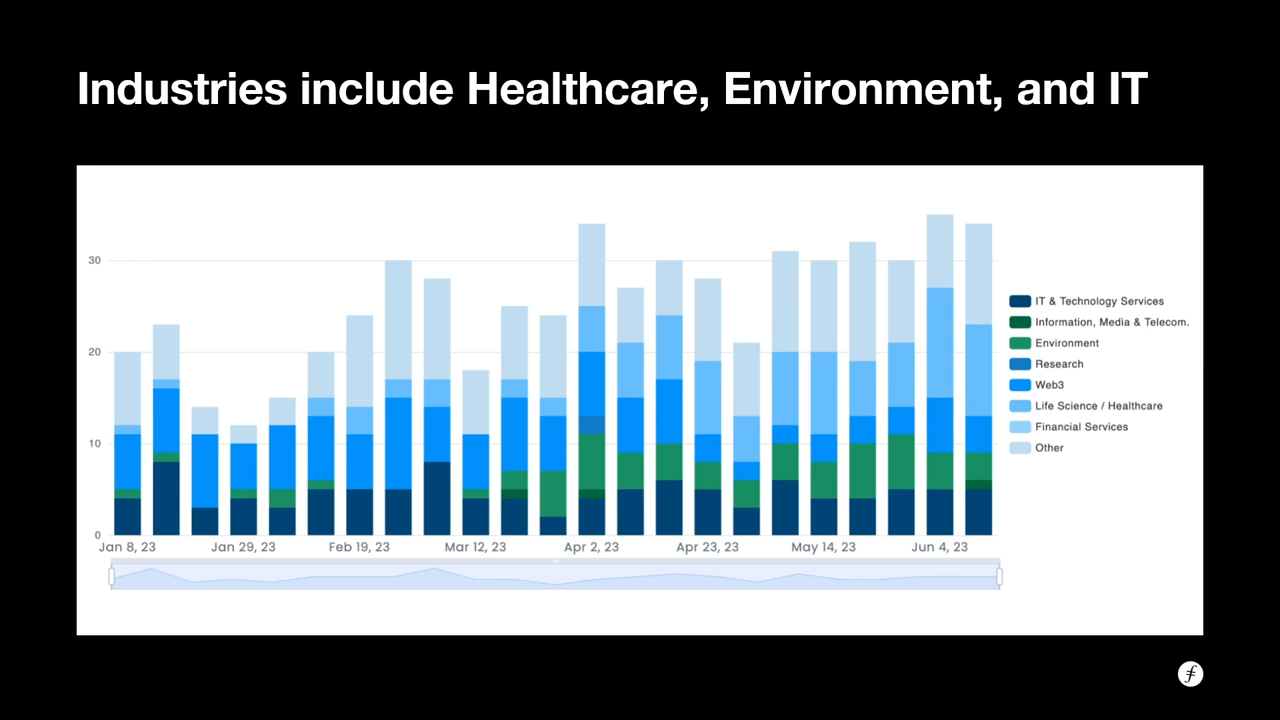 Industries include Healthcare, Environment, and IT
30
20
10
0
Jan 8, 23
Jan 29, 23
Feb 19, 23
Mar 12, 23
Apr 2, 23
Apr 23, 23
May 14, 23
Jun 4, 23
IT & Technology Services
Information, Media & Telecom.
Environment
Research
Web3
Life Science / Healthcare
Financial Services
Other